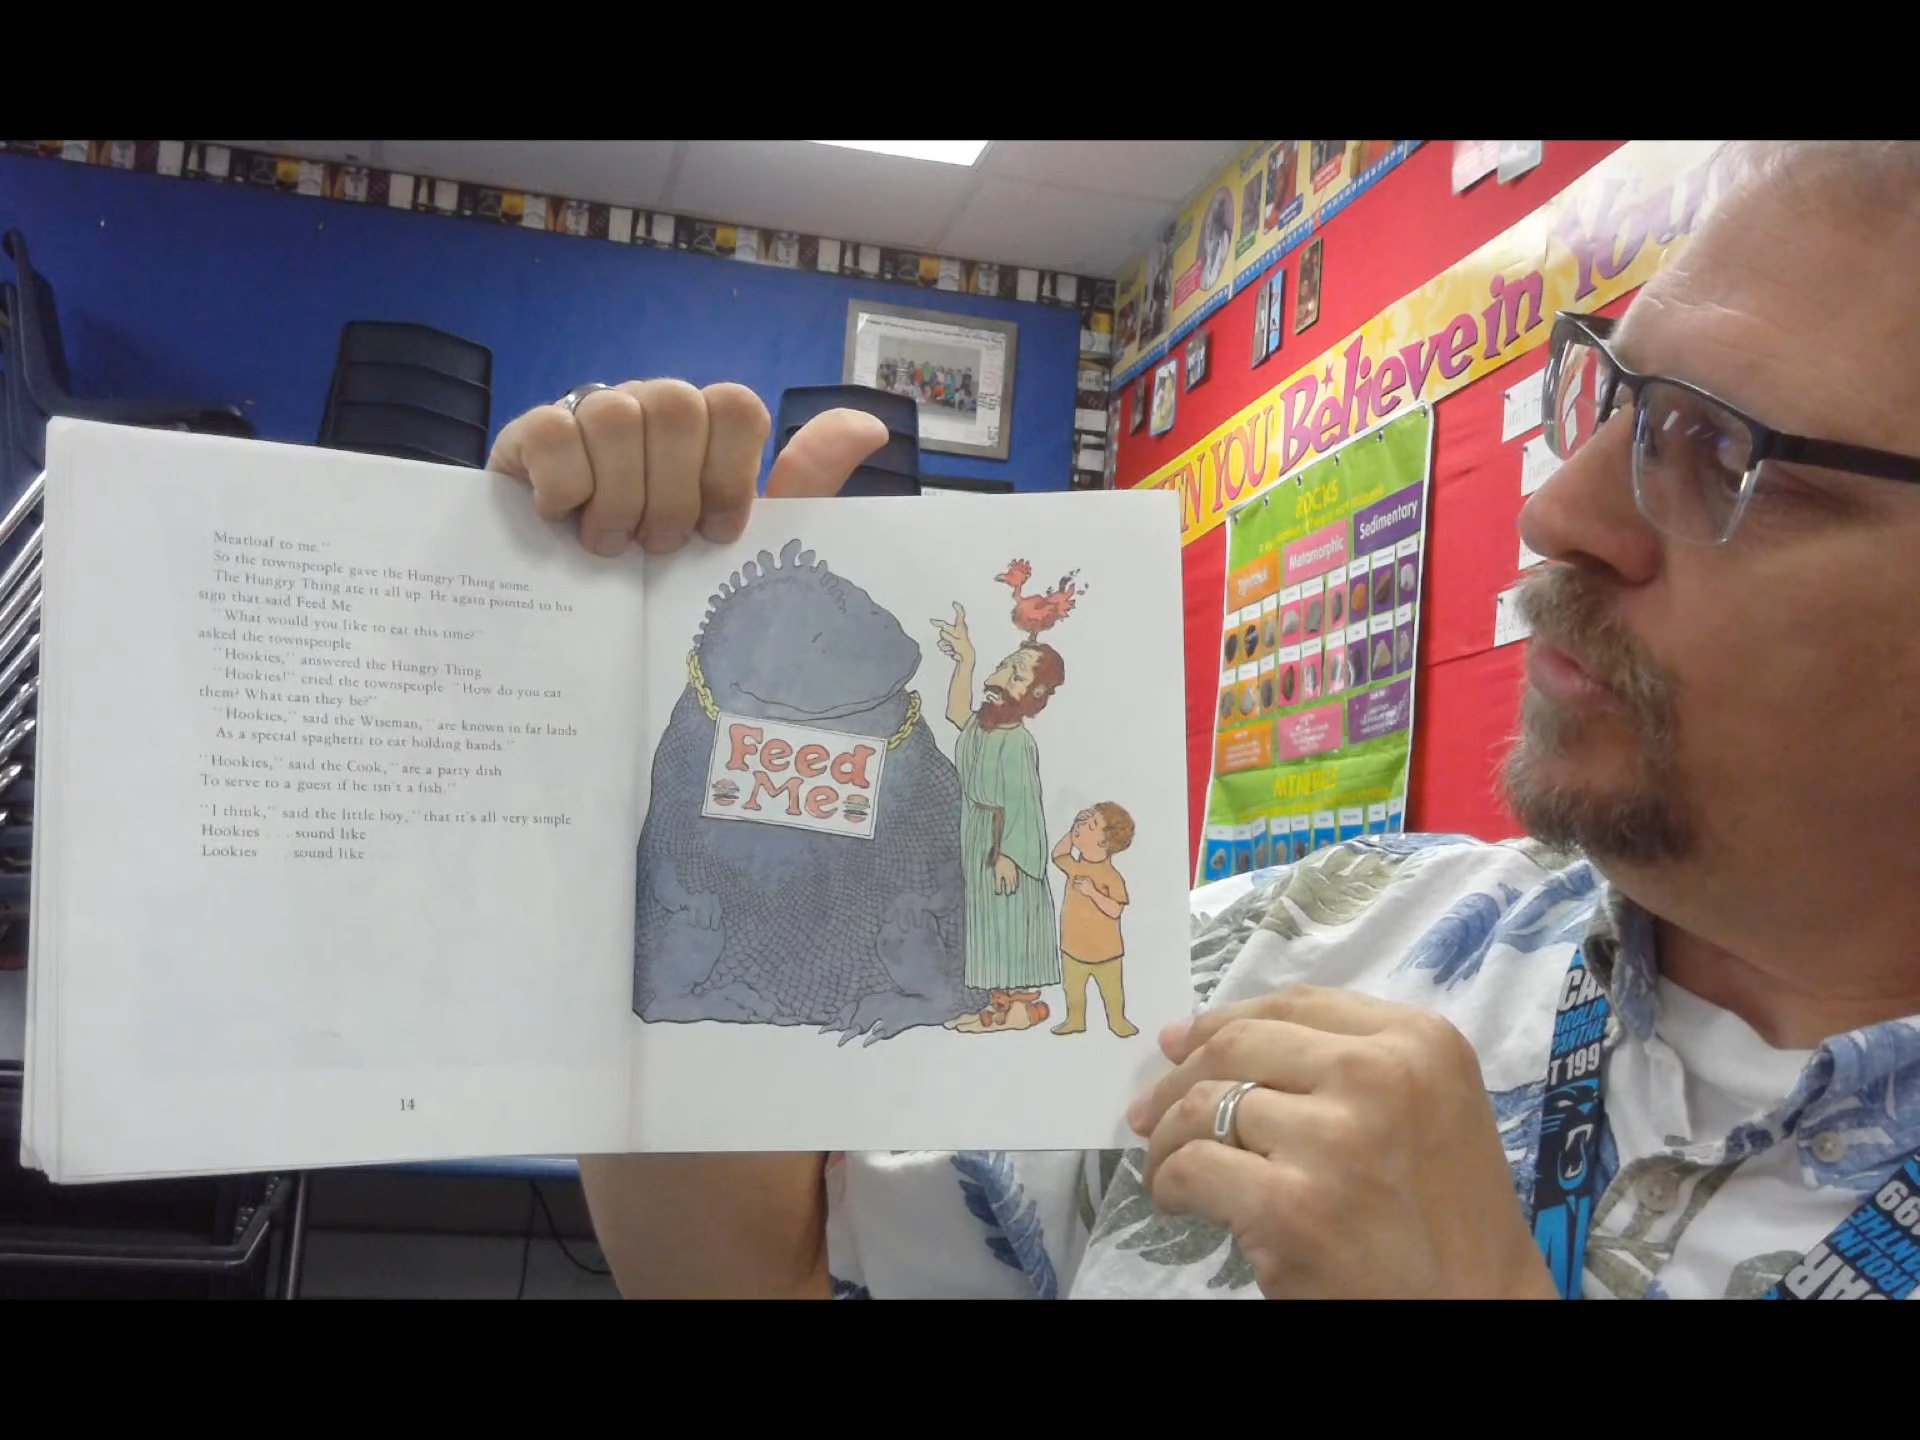 Meatloaf to me."
So the townspeople gave the Hungry Thing some.
The Hungry Thing ate it all up. He again pointed to his
sign that said Feed Me
"What would you like to eat this time?"
asked the townspeople
"Hookies," answered the Hungry Thing
"Hookies!" cried the townspeople "How do you eat
them? What can they be?"
"Hookies," said the Wiseman, "are known in far lands
As a special spaghetti to eat holding hands."
"Hookies," said the Cook, "are a party dish
To serve to a guest if he isn't a fish."
"I think," said the little boy, "that it's all very simple
Hookies . . . sound like
Lookies . . . sound like
14
Feed
Me
YOU Believe in
ROCKS
Igneous
Metamorphic
Sedimentary
MINERALS
CAROLINA
PANTHE